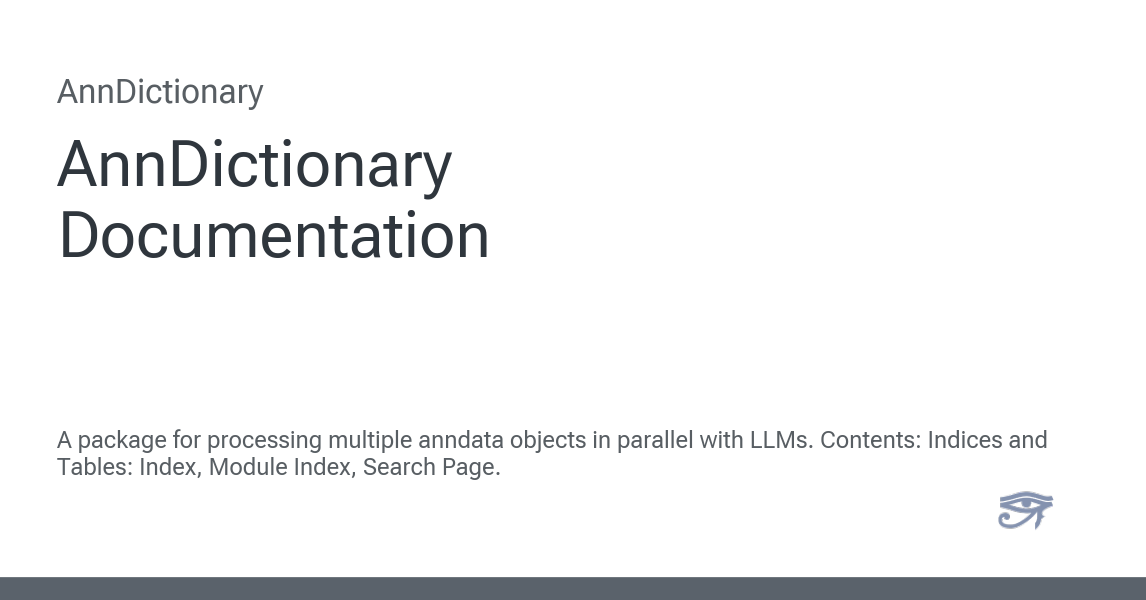 AnnDictionary
AnnDictionary
Documentation
A package for processing multiple anndata objects in parallel with LLMs. Contents: Indices and
Tables: Index, Module Index, Search Page.